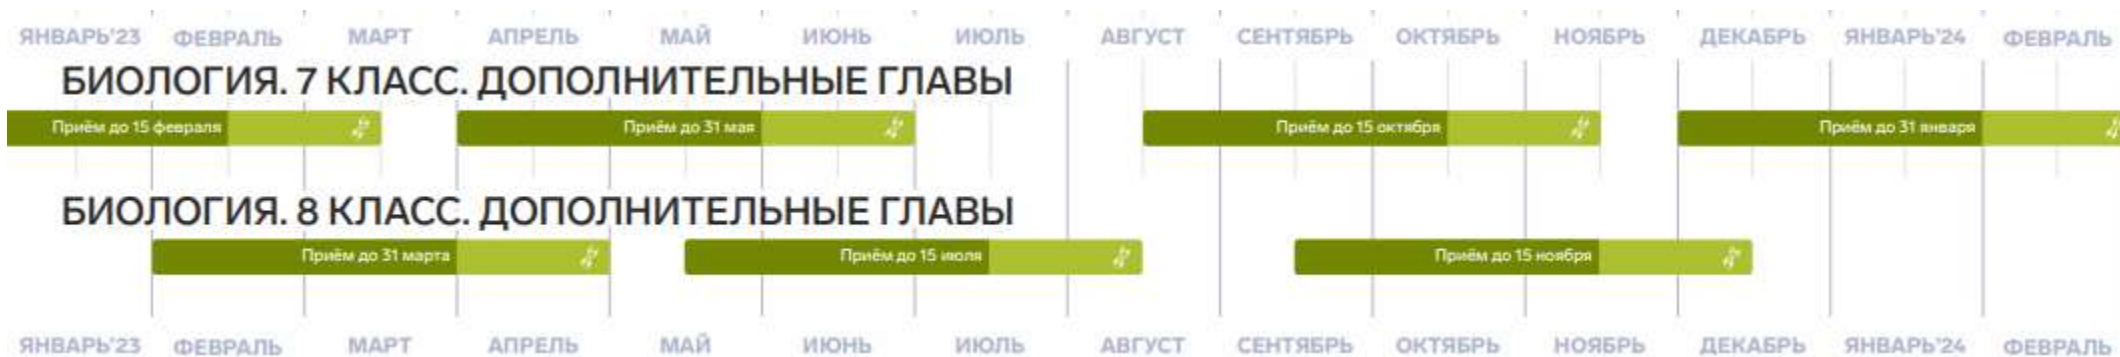 ЯНВАРЬ'23 ФЕВРАЛЬ МАРТ АПРЕЛЬ МАЙ ИЮНЬ ИЮЛЬ АВГУСТ СЕНТЯБРЬ ОКТЯБРЬ НОЯБРЬ ДЕКАБРЬ ЯНВАРЬ'24 ФЕВРАЛЬ
БИОЛОГИЯ. 7 КЛАСС. ДОПОЛНИТЕЛЬНЫЕ ГЛАВЫ
Приём до 15 февраля Приём до 31 мая Приём до 15 октября Приём до 31 января
БИОЛОГИЯ. 8 КЛАСС. ДОПОЛНИТЕЛЬНЫЕ ГЛАВЫ
Приём до 31 марта Приём до 15 июля Приём до 15 ноября
ЯНВАРЬ'23 ФЕВРАЛЬ МАРТ АПРЕЛЬ МАЙ ИЮНЬ ИЮЛЬ АВГУСТ СЕНТЯБРЬ ОКТЯБРЬ НОЯБРЬ ДЕКАБРЬ ЯНВАРЬ'24 ФЕВРАЛЬ